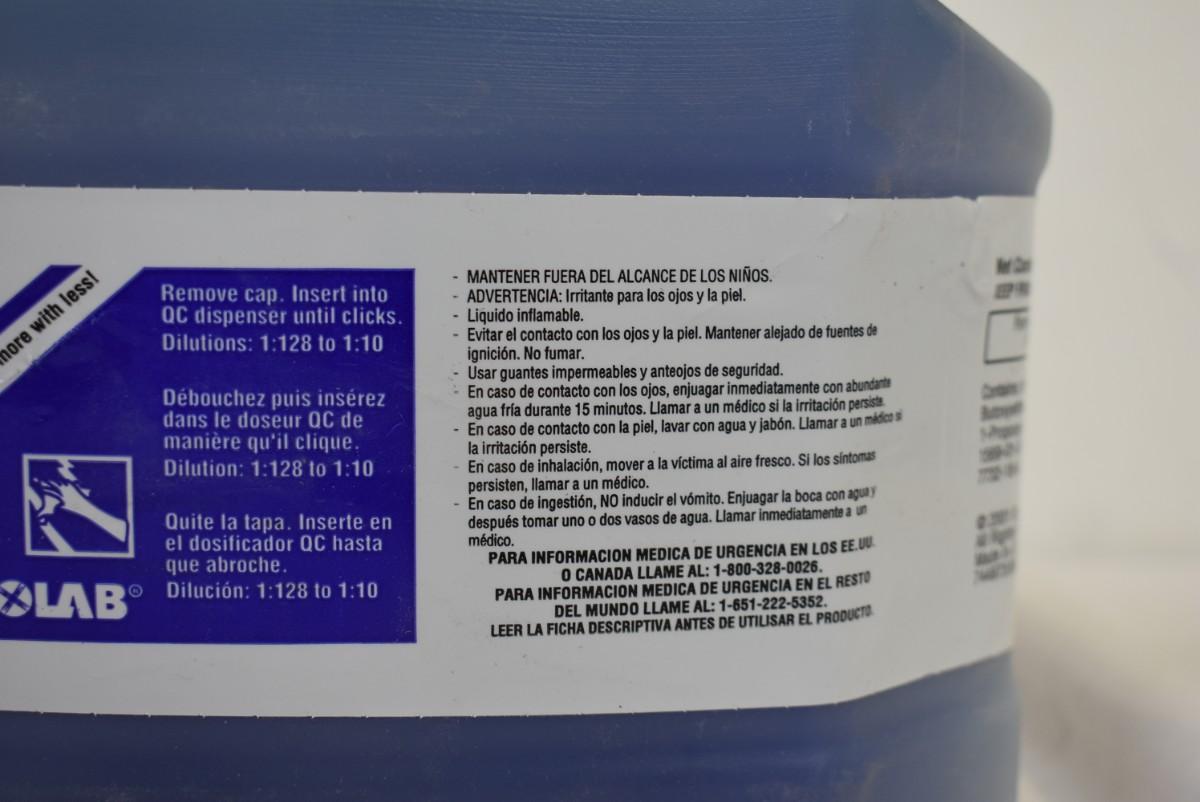 more with less!
Remove cap. Insert into
QC dispenser until clicks.
Dilutions: 1:128 to 1:10
Débouchez puis insérez
dans le doseur QC de
manière qu'il clique.
Dilution: 1:128 to 1:10
Quite la tapa. Inserte en
el dosificador QC hasta
que abroche.
Dilución: 1:128 to 1:10
LAB®
- MANTENER FUERA DEL ALCANCE DE LOS NIÑOS.
- ADVERTENCIA: Irritante para los ojos y la piel.
- Liquido inflamable.
- Evitar el contacto con los ojos y la piel. Mantener alejado de fuentes de
ignición. No fumar.
- Usar guantes impermeables y anteojos de seguridad.
- En caso de contacto con los ojos, enjuagar inmediatamente con abundante
agua fría durante 15 minutos. Llamar a un médico si la irritación persiste.
- En caso de contacto con la piel, lavar con agua y jabón. Llamar a un médico si
la irritación persiste.
- En caso de inhalación, mover a la víctima al aire fresco. Si los síntomas
persisten, llamar a un médico.
- En caso de ingestión, NO inducir el vómito. Enjuagar la boca con agua y
después tomar uno o dos vasos de agua. Llamar inmediatamente a un
médico.
PARA INFORMACION MEDICA DE URGENCIA EN LOS EE.UU.
O CANADA LLAME AL: 1-800-328-0026.
PARA INFORMACION MEDICA DE URGENCIA EN EL RESTO
DEL MUNDO LLAME AL: 1-651-222-5352.
LEER LA FICHA DESCRIPTIVA ANTES DE UTILISAR EL PRODUCTO.